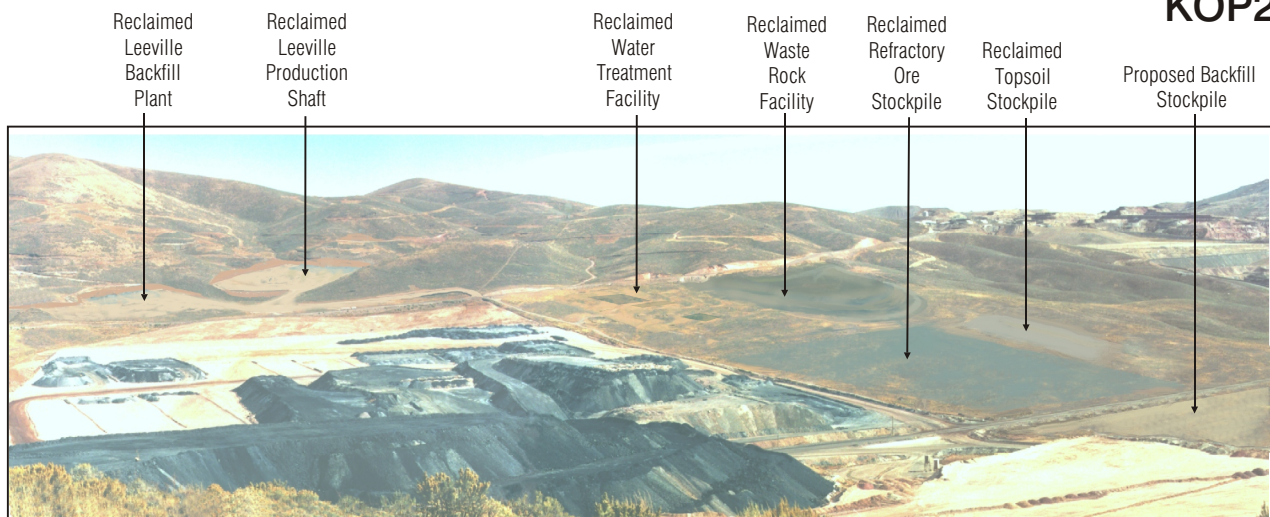 KOP2
Reclaimed
Leeville
Backfill
Plant
Reclaimed
Leeville
Production
Shaft
Reclaimed
Water
Treatment
Facility
Reclaimed
Waste
Rock
Facility
Reclaimed
Refractory
Ore
Stockpile
Reclaimed
Topsoil
Stockpile
Proposed Backfill
Stockpile